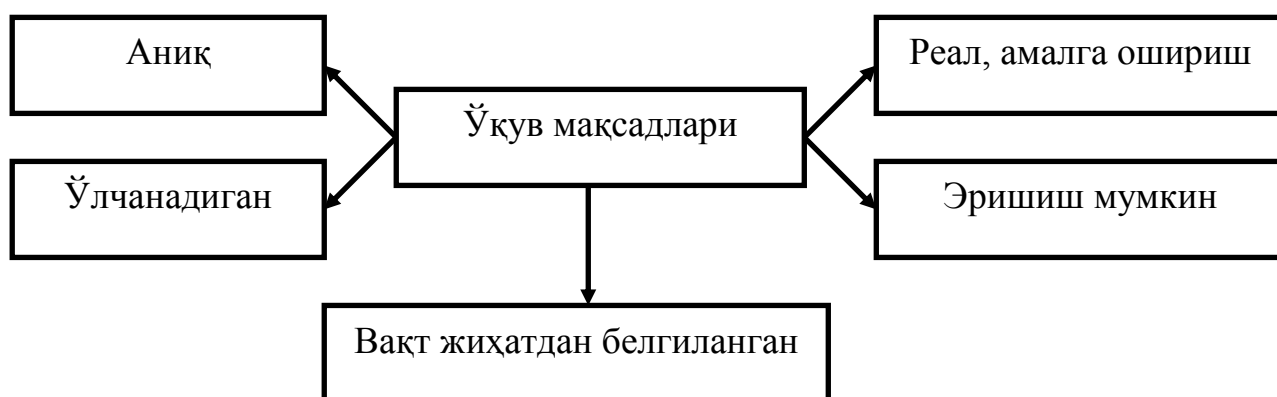 Аниқ
Реал, амалга ошириш
Ўқув мақсадлари
Ўлчанадиган
Эришиш мумкин
Вақт жиҳатдан белгиланган